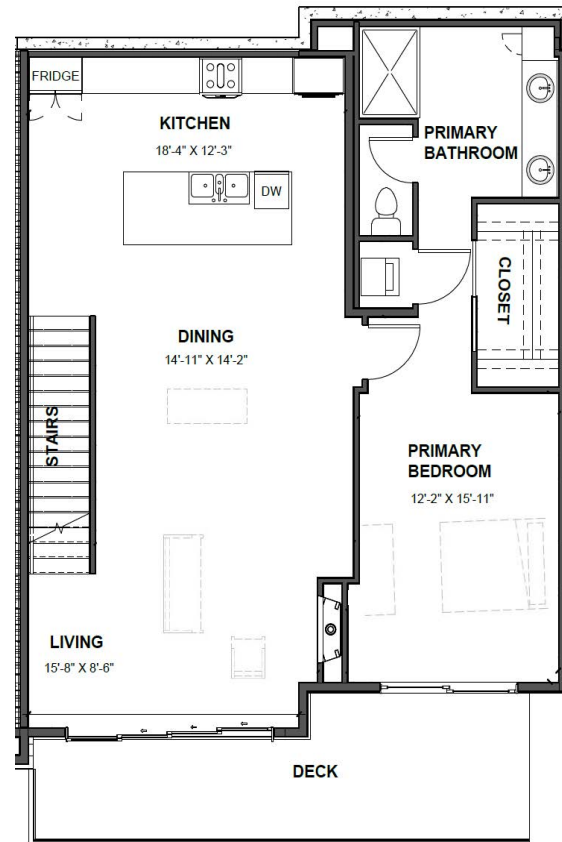 FRIDGE
KITCHEN
18'-4" X 12'-3"
DW
PRIMARY
BATHROOM
CLOSET
DINING
14'-11" X 14'-2"
STAIRS
PRIMARY
BEDROOM
12'-2" X 15'-11"
LIVING
15'-8" X 8'-6"
DECK